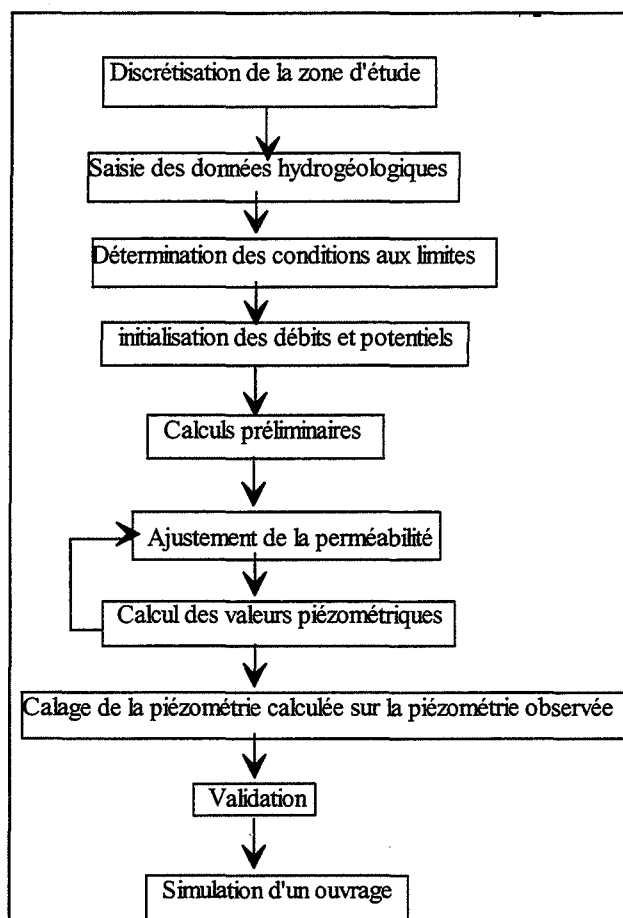 Discrétisation de la zone d'étude
Saisie des données hydrogéologiques
Détermination des conditions aux limites
initialisation des débits et potentiels
Calculs préliminaires
Ajustement de la perméabilité
Calcul des valeurs piézométriques
Calage de la piézométrie calculée sur la piézométrie observée
Validation
Simulation d'un ouvrage